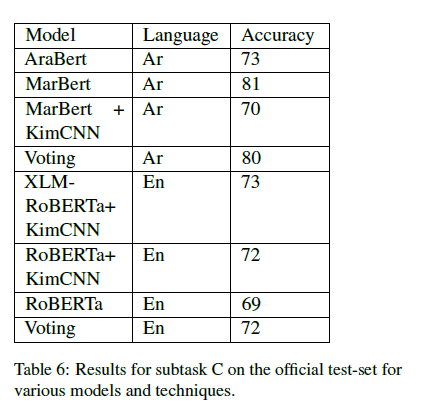 Model Language Accuracy
AraBert Ar 73
MarBert Ar 81
MarBert + Ar 70
KimCNN
Voting Ar 80
XLM- En 73
RoBERTa+
KimCNN
RoBERTa+ En 72
KimCNN
RoBERTa En 69
Voting En 72
Table 6: Results for subtask C on the official test-set for
various models and techniques.